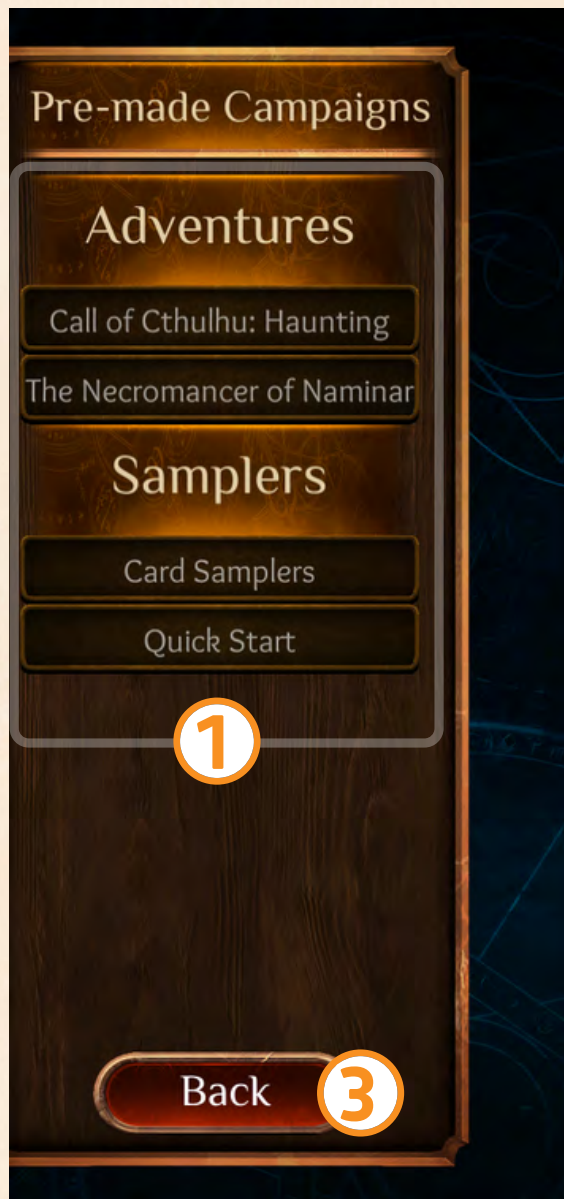 Pre-made Campaigns
Adventures
Call of Cthulhu: Haunting
The Necromancer of Naminar
Samplers
Card Samplers
Quick Start
1
Back
3